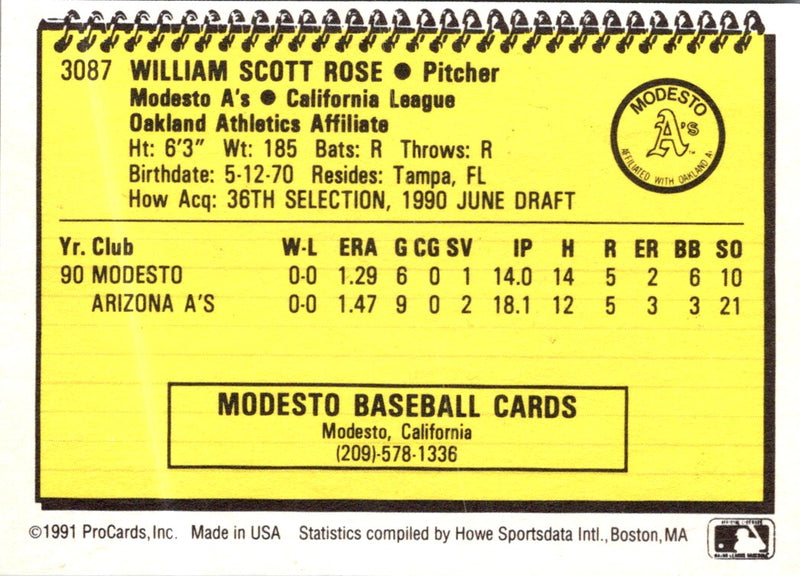 3087 WILLIAM SCOTT ROSE ● Pitcher
Modesto A's ● California League
Oakland Athletics Affiliate
Ht: 6'3" Wt: 185 Bats: R Throws: R
Birthdate: 5-12-70 Resides: Tampa, FL
How Acq: 36TH SELECTION, 1990 JUNE DRAFT
MODESTO
A's
TM
AFFILIATED WITH OAKLAND A's
Yr. Club W-L ERA G CG SV IP H R ER BB SO
90 MODESTO 0-0 1.29 6 0 1 14.0 14 5 2 6 10
ARIZONA A'S 0-0 1.47 9 0 2 18.1 12 5 3 3 21
MODESTO BASEBALL CARDS
Modesto, California
(209)-578-1336
©1991 ProCards, Inc. Made in USA Statistics compiled by Howe Sportsdata Intl., Boston, MA